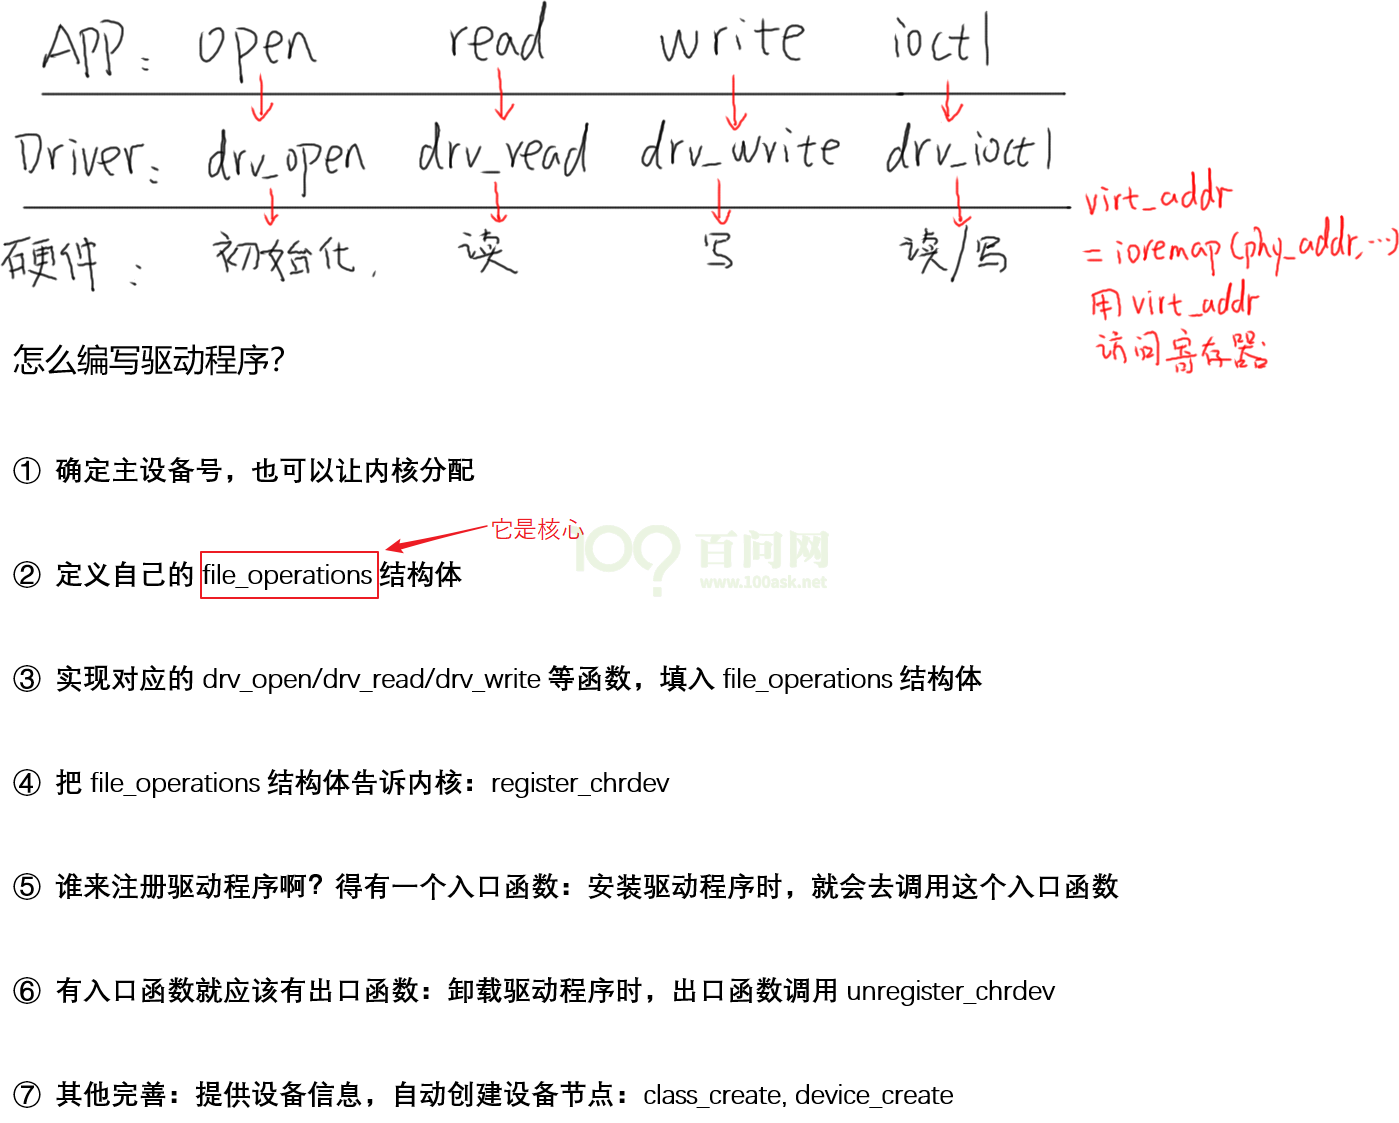 APP: open read write ioctl
Driver: drv_open drv_read drv_write drv_ioctl
硬件: 初始化. 读 写 读/写
virt_addr
= ioremap(phy_addr, ...)
用 virt_addr
访问寄存器
怎么编写驱动程序?
① 确定主设备号，也可以让内核分配
它是核心
100? 百问网
www.100ask.net
② 定义自己的 file_operations 结构体
③ 实现对应的 drv_open/drv_read/drv_write 等函数，填入 file_operations 结构体
④ 把 file_operations 结构体告诉内核：register_chrdev
⑤ 谁来注册驱动程序啊？得有一个入口函数：安装驱动程序时，就会去调用这个入口函数
⑥ 有入口函数就应该有出口函数：卸载驱动程序时，出口函数调用 unregister_chrdev
⑦ 其他完善：提供设备信息，自动创建设备节点：class_create, device_create